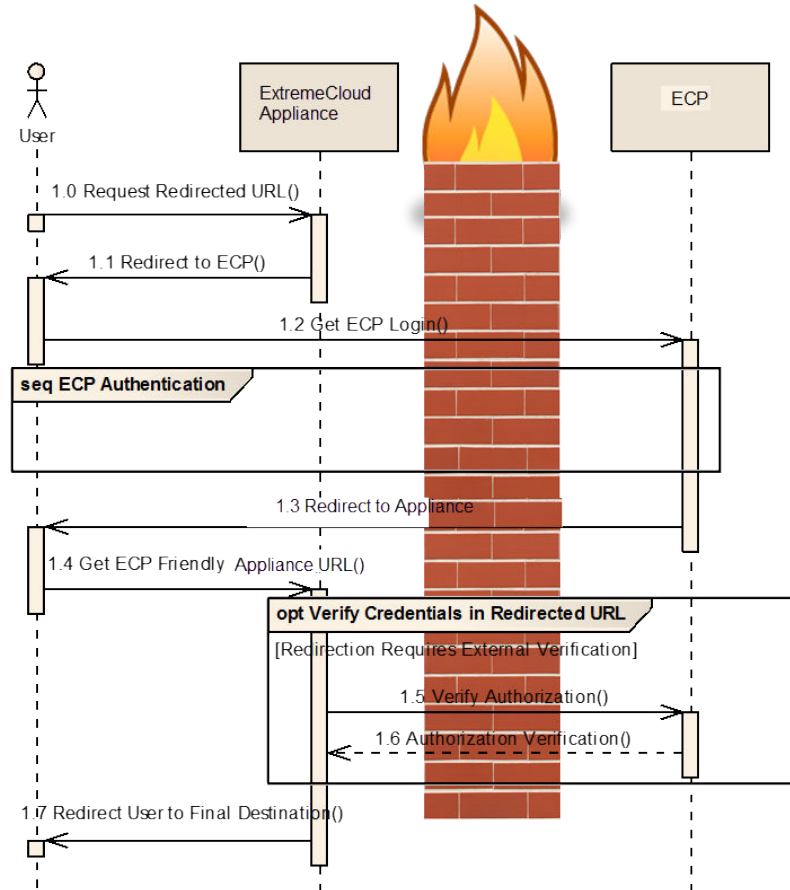 ExtremeCloud
Appliance
ECP
User
1.0 Request Redirected URL()
1.1 Redirect to ECP()
1.2 Get ECP Login()
seq ECP Authentication
1.3 Redirect to Appliance
1.4 Get ECP Friendly Appliance URL()
opt Verify Credentials in Redirected URL
[Redirection Requires External Verification]
1.5 Verify Authorization()
1.6 Authorization Verification()
1.7 Redirect User to Final Destination()